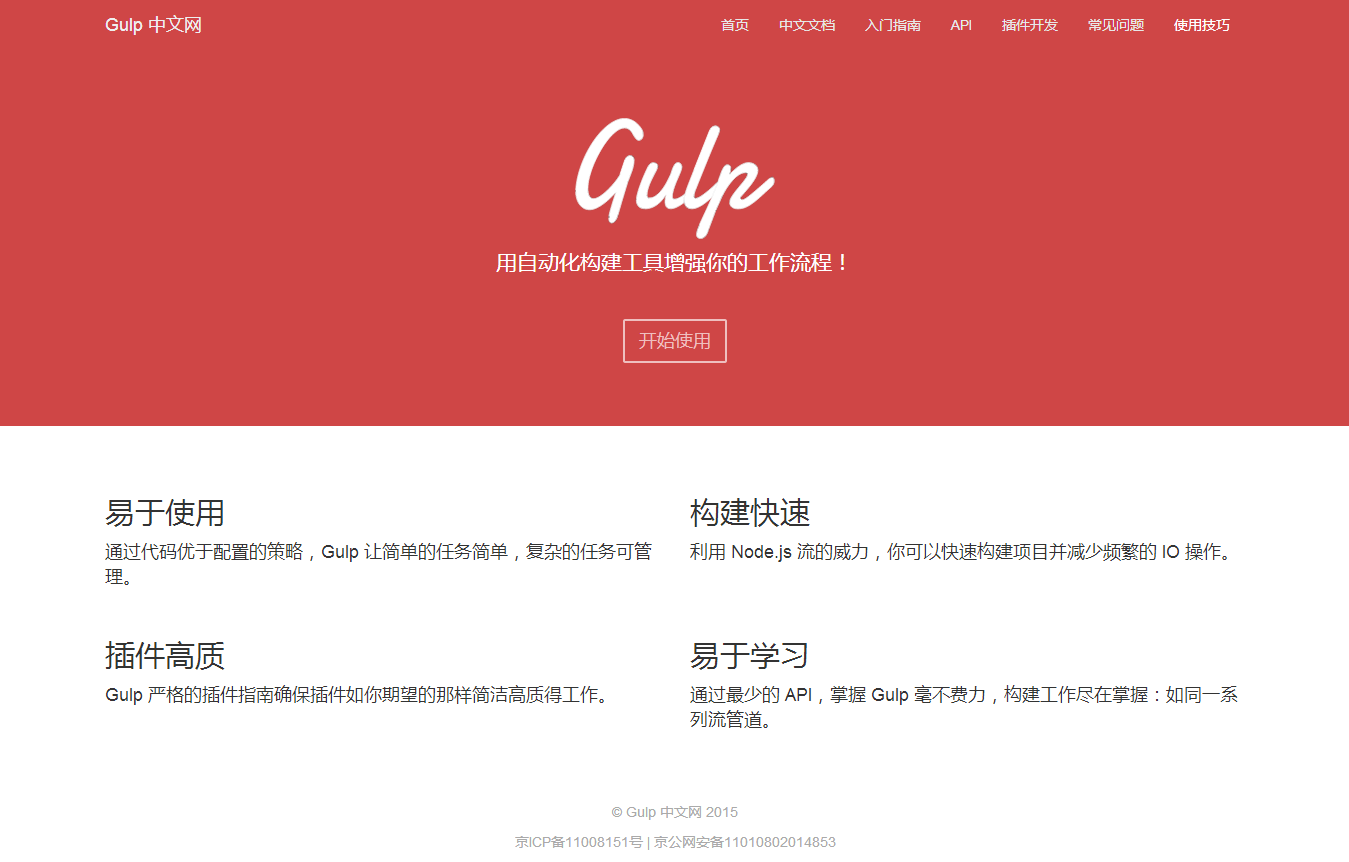 Gulp 中文网
首页 中文文档 入门指南 API 插件开发 常见问题 使用技巧
Gulp
用自动化构建工具增强你的工作流程！
开始使用
易于使用
通过代码优于配置的策略，Gulp 让简单的任务简单，复杂的任务可管
理。
构建快速
利用 Node.js 流的威力，你可以快速构建项目并减少频繁的 IO 操作。
插件高质
Gulp 严格的插件指南确保插件如你期望的那样简洁高质得工作。
易于学习
通过最少的 API，掌握 Gulp 毫不费力，构建工作尽在掌握：如同一系
列流管道。
© Gulp 中文网 2015
京ICP备11008151号 | 京公网安备11010802014853